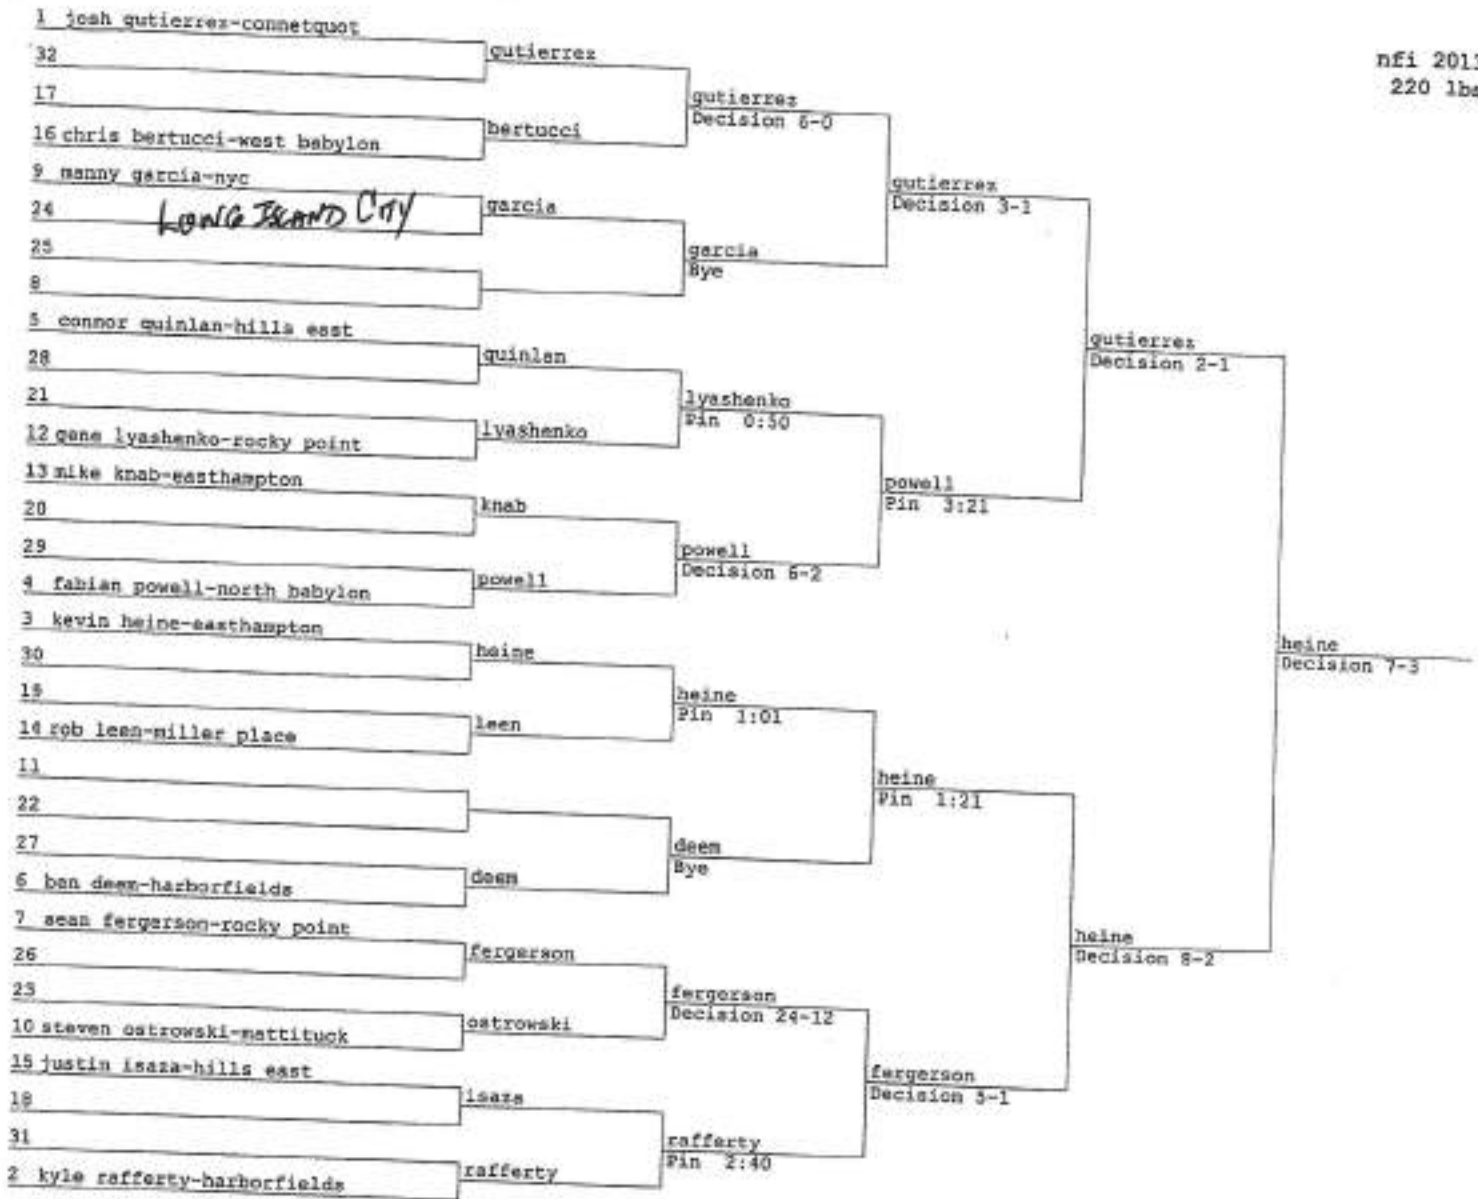 nfi 2011
220 lbs
1 josh gutierrez-connetquot
32
17
16 chris bertucci-west babylon
9 manny garcia-nyc
24 LONG ISLAND CITY
25
8
5 connor quinlan-hills east
28
21
12 gene lyashenko-rocky point
13 mike knab-easthampton
20
29
4 fabian powell-north babylon
3 kevin heine-easthampton
30
19
14 rob leen-miller place
11
22
27
6 ben deem-harborfields
7 sean fergerson-rocky point
26
23
10 steven ostrowski-mattituck
15 justin isaza-hills east
18
31
2 kyle rafferty-harborfields
gutierrez
bertucci
garcia
quinlan
lyashenko
knab
powell
heine
leen
deem
fergerson
ostrowski
isaza
rafferty
gutierrez
Decision 6-0
garcia
Bye
lyashenko
Pin 0:50
powell
Decision 6-2
heine
Pin 1:01
deem
Bye
fergerson
Decision 24-12
rafferty
Pin 2:40
gutierrez
Decision 3-1
powell
Pin 3:21
heine
Pin 1:21
fergerson
Decision 5-1
gutierrez
Decision 2-1
heine
Decision 8-2
heine
Decision 7-3